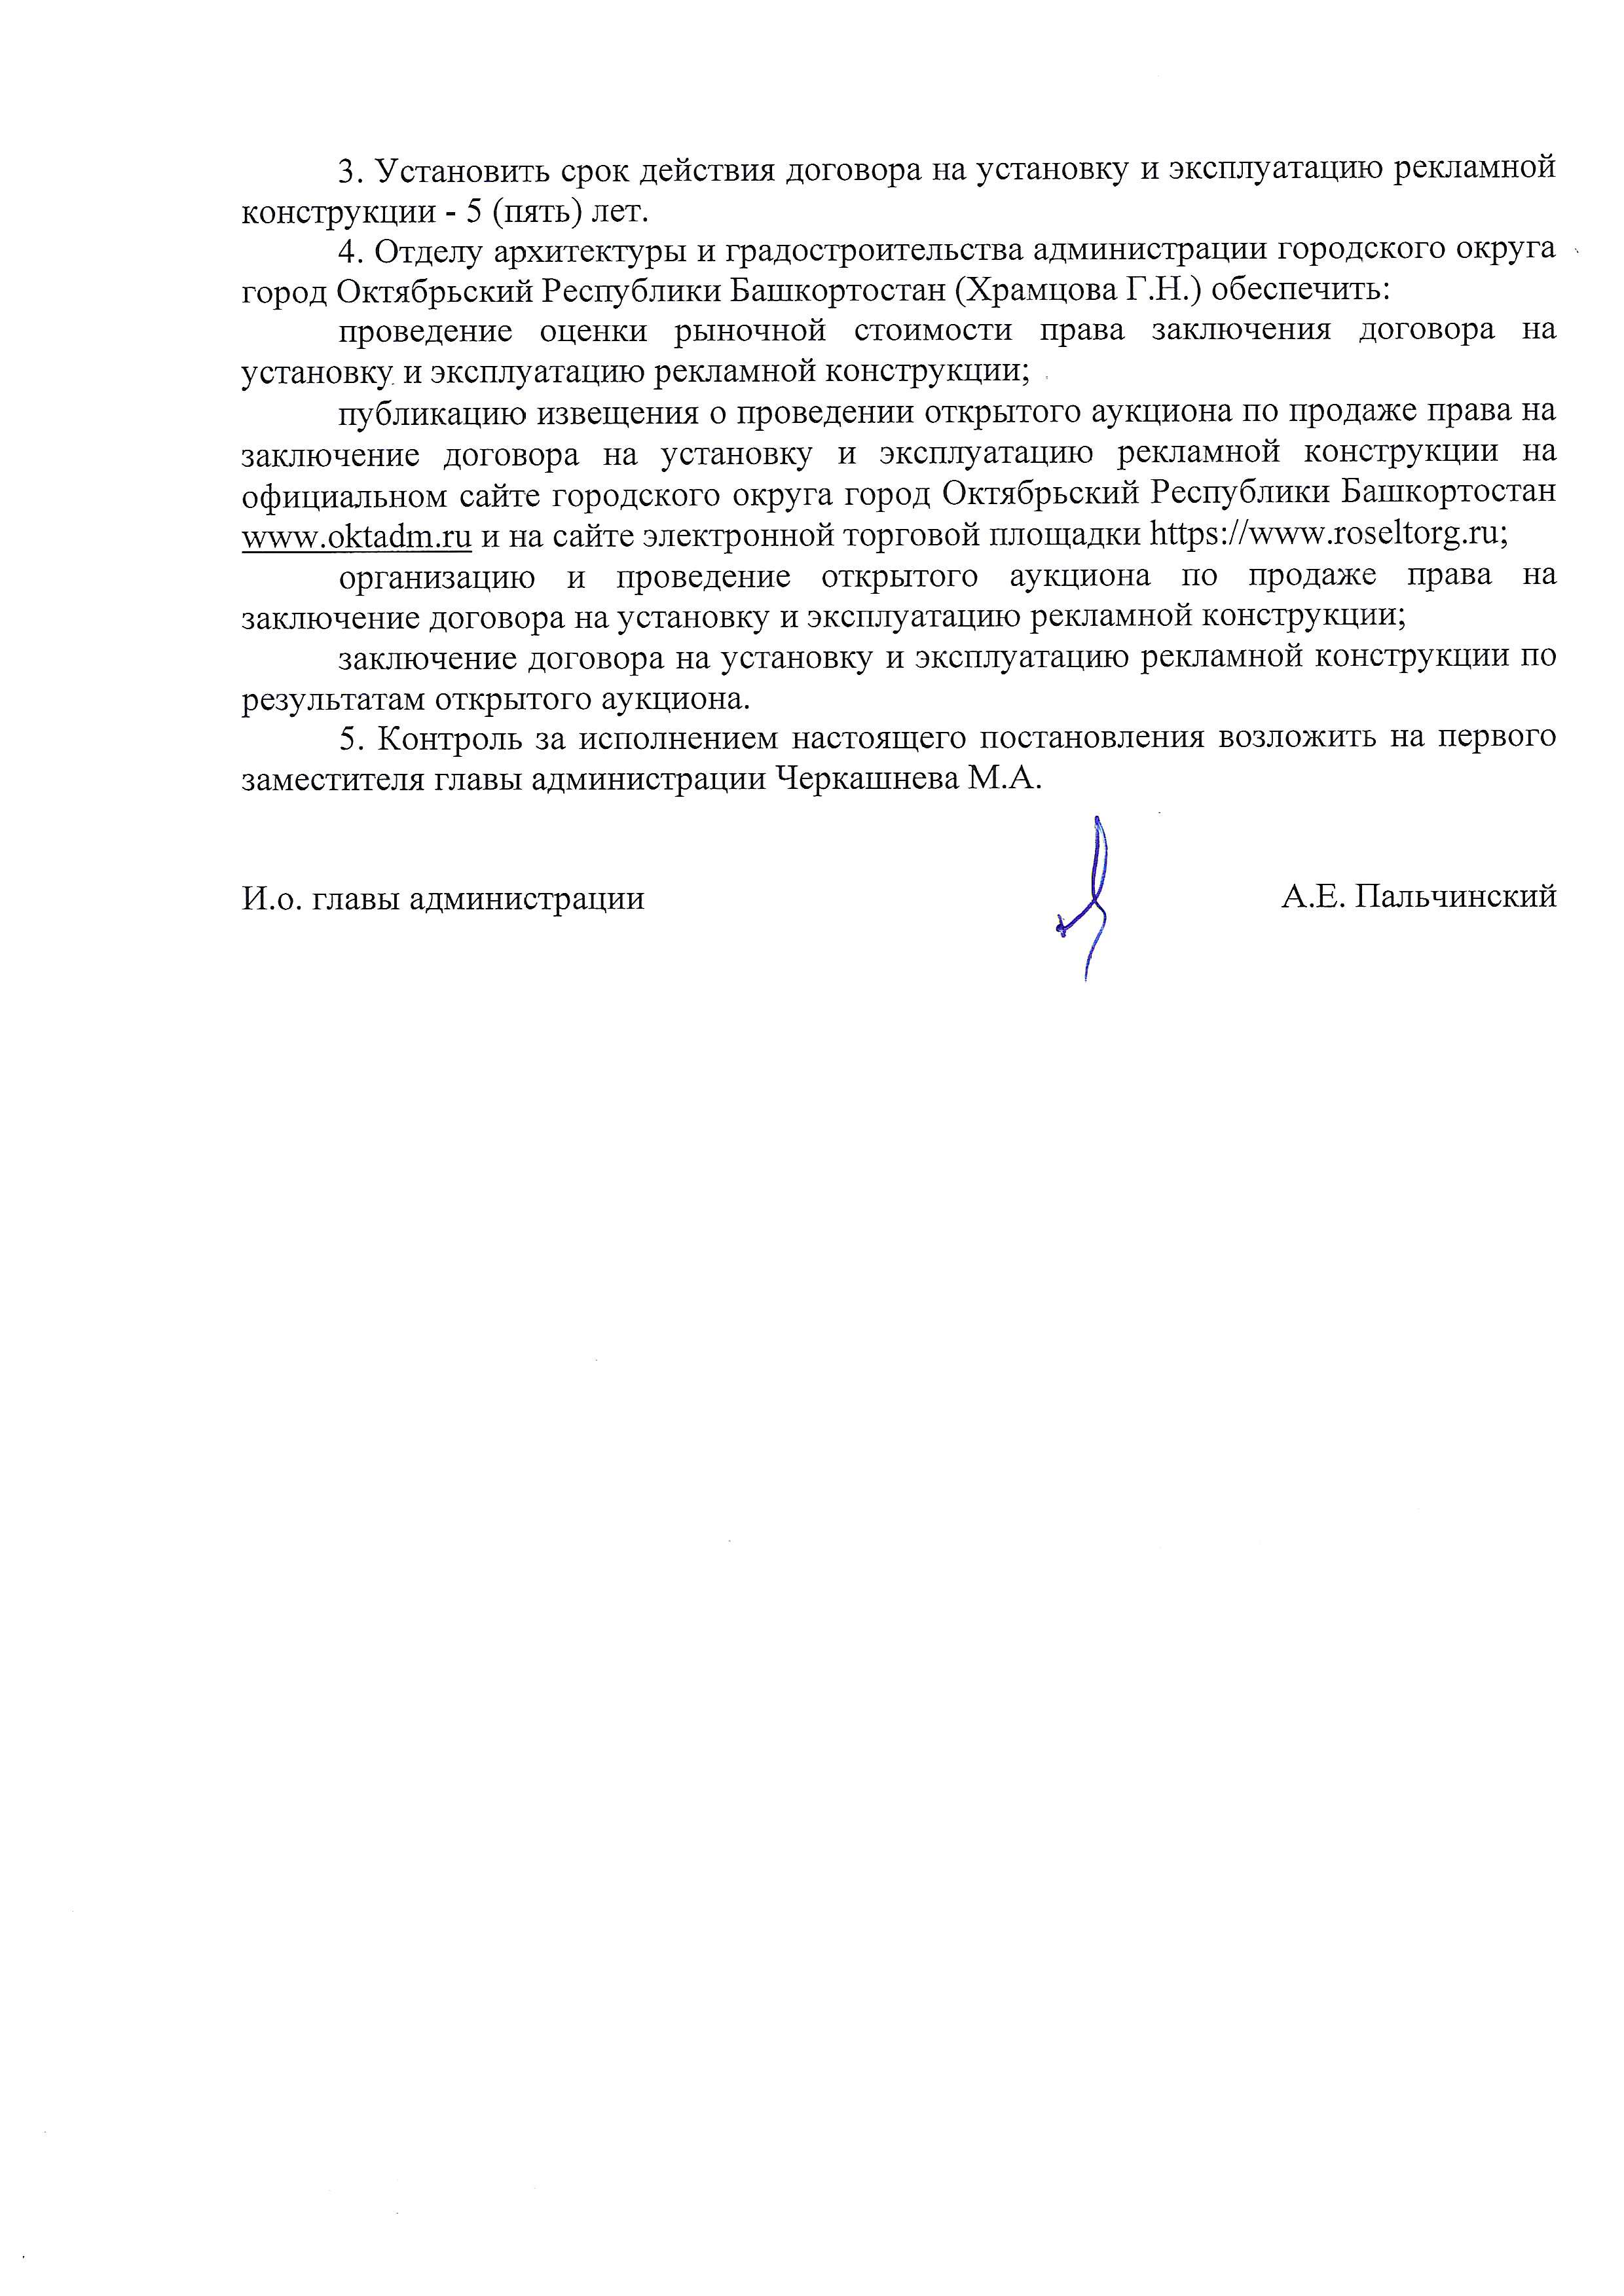 3. Установить срок действия договора на установку и эксплуатацию рекламной
конструкции - 5 (пять) лет.
4. Отделу архитектуры и градостроительства администрации городского округа
город Октябрьский Республики Башкортостан (Храмцова Г.Н.) обеспечить:
проведение оценки рыночной стоимости права заключения договора на
установку и эксплуатацию рекламной конструкции;
публикацию извещения о проведении открытого аукциона по продаже права на
заключение договора на установку и эксплуатацию рекламной конструкции на
официальном сайте городского округа город Октябрьский Республики Башкортостан
www.oktadm.ru и на сайте электронной торговой площадки https://www.roseltorg.ru;
организацию и проведение открытого аукциона по продаже права на
заключение договора на установку и эксплуатацию рекламной конструкции;
заключение договора на установку и эксплуатацию рекламной конструкции по
результатам открытого аукциона.
5. Контроль за исполнением настоящего постановления возложить на первого
заместителя главы администрации Черкашнева М.А.
И.о. главы администрации А.Е. Пальчинский